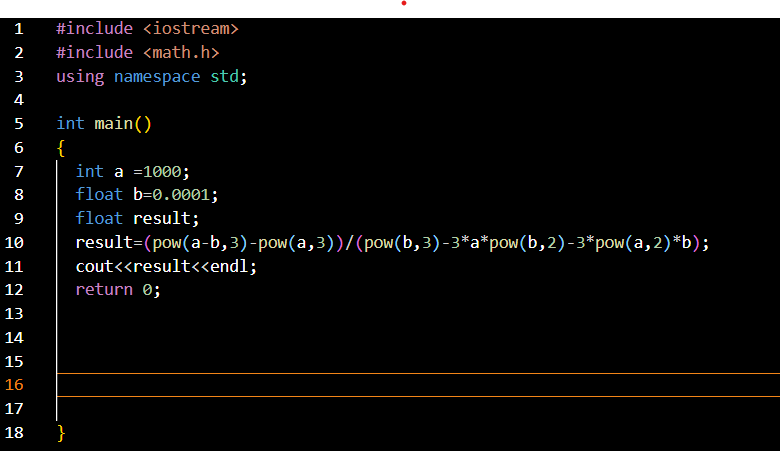 1 #include <iostream>
2 #include <math.h>
3 using namespace std;
4
5 int main()
6 {
7 int a =1000;
8 float b=0.0001;
9 float result;
10 result=(pow(a-b,3)-pow(a,3))/(pow(b,3)-3*a*pow(b,2)-3*pow(a,2)*b);
11 cout<<result<<endl;
12 return 0;
13
14
15
16
17
18 }